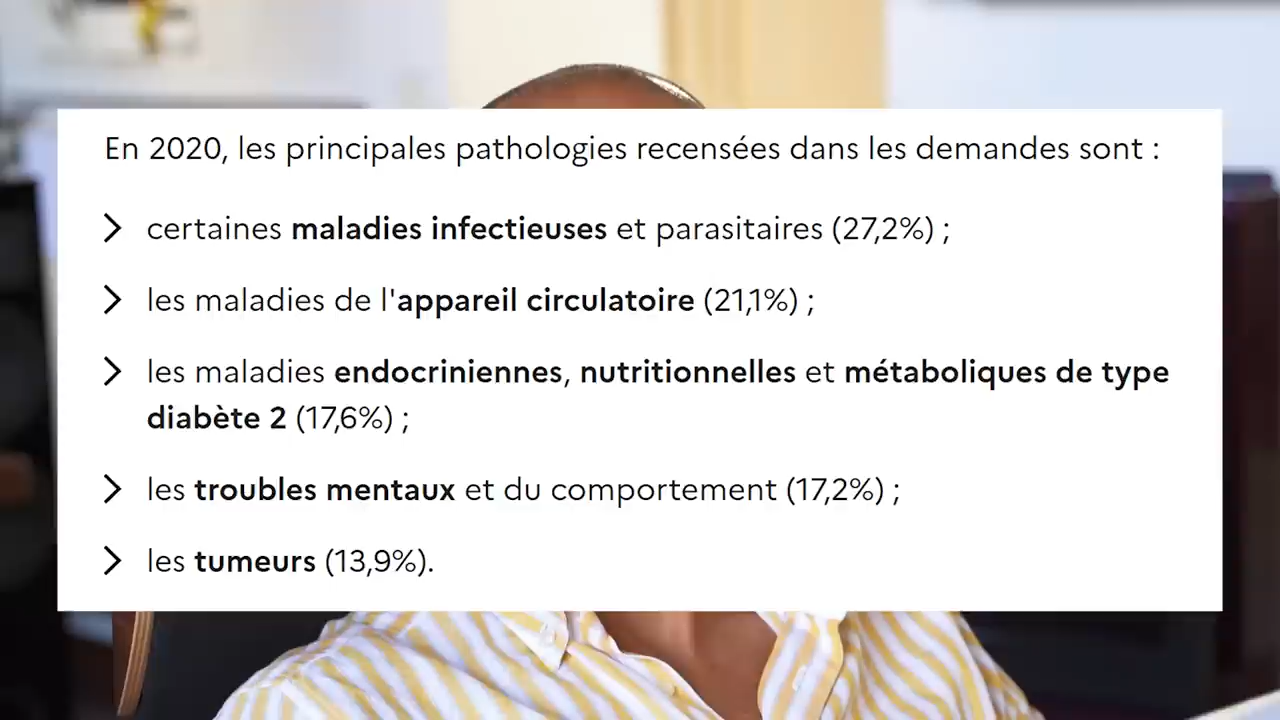 En 2020, les principales pathologies recensées dans les demandes sont :
certaines maladies infectieuses et parasitaires (27,2%) ;
les maladies de l'appareil circulatoire (21,1%) ;
les maladies endocriniennes, nutritionnelles et métaboliques de type
diabète 2 (17,6%) ;
les troubles mentaux et du comportement (17,2%) ;
les tumeurs (13,9%).